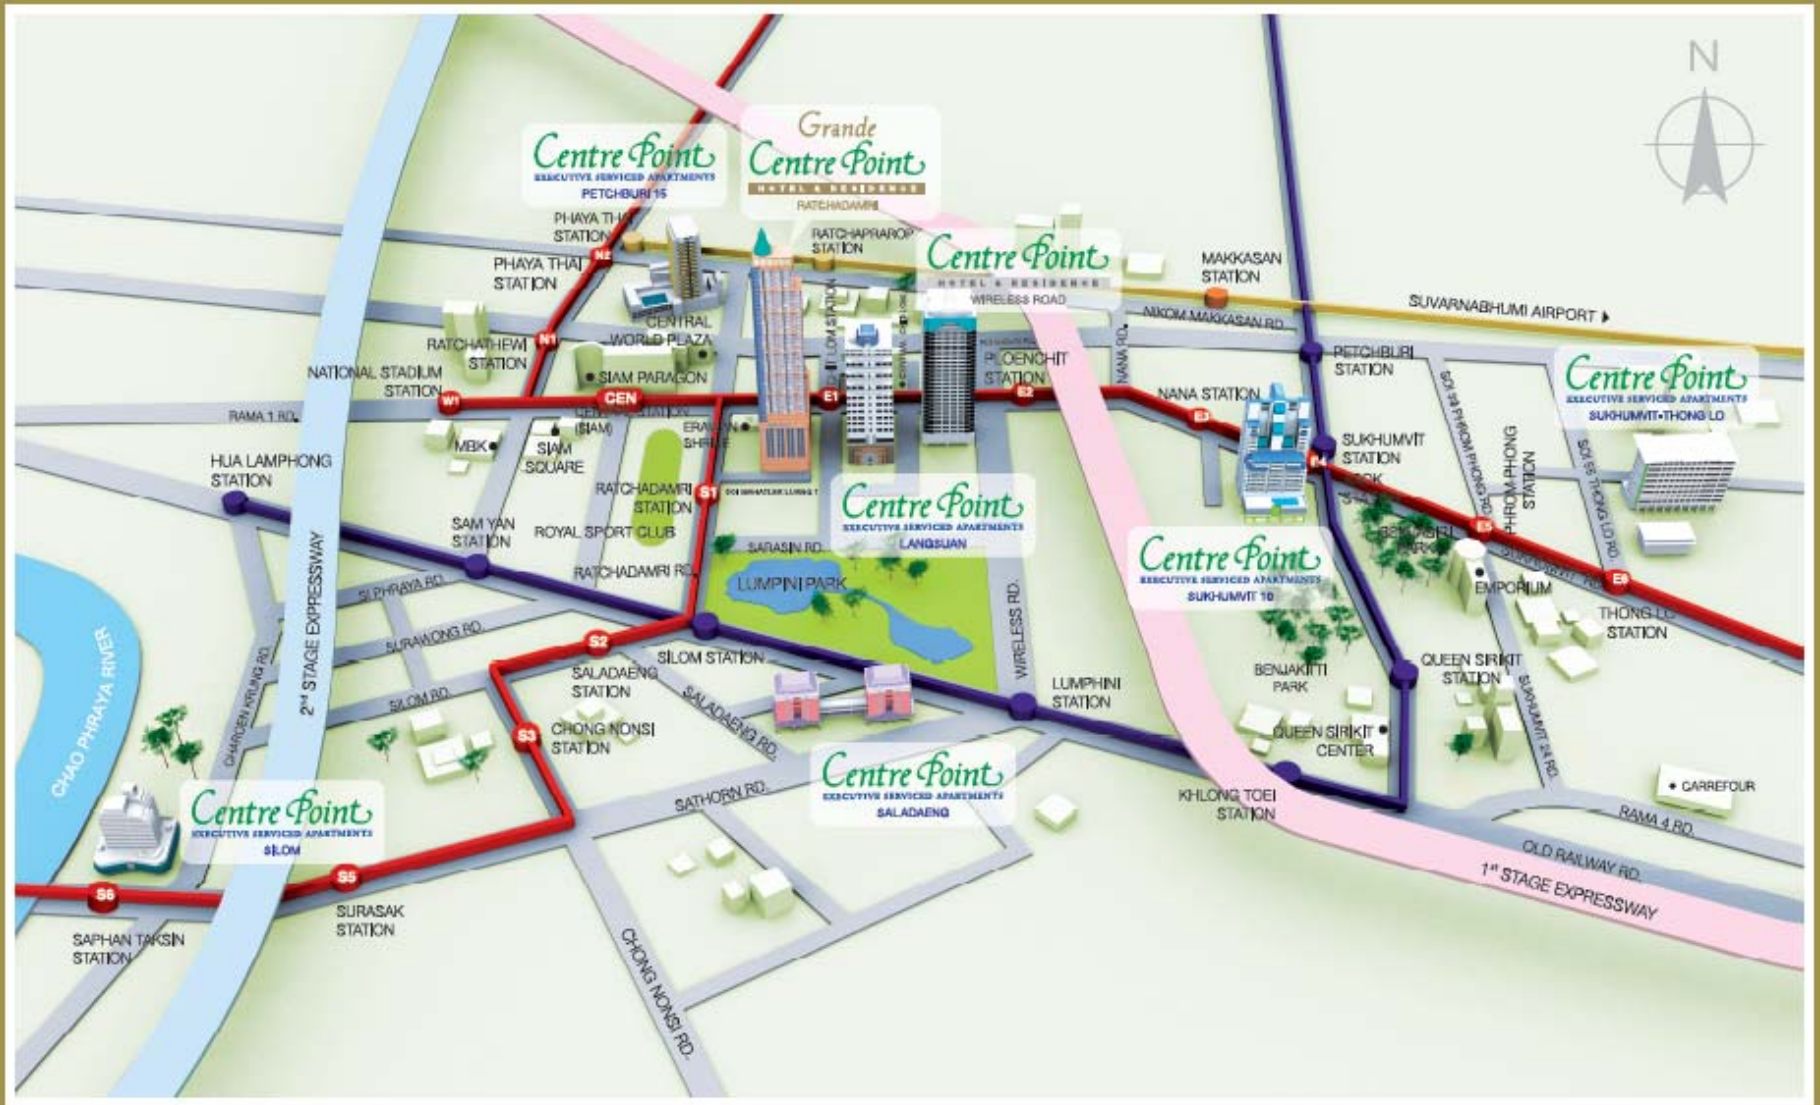 N
Grande
Centre Point
HOTEL & RESIDENCE
RATCHADAMRI
Centre Point
EXECUTIVE SERVICED APARTMENTS
PETCHBURI 15
PHAYA THAI
STATION
RATCHAPRAROP
STATION
Centre Point
HOTEL & RESIDENCE
WIRELESS ROAD
N2
PHAYA THAI
STATION
MAKKASAN
STATION
SUVARNABHUMI AIRPORT
NIKOM MAKKASAN RD.
CENTRAL
WORLD PLAZA
N1
RATCHATHEWI
STATION
NANA RD.
PLOENCHIT
STATION
PETCHBURI
STATION
Centre Point
EXECUTIVE SERVICED APARTMENTS
SUKHUMVIT•THONG LO
NATIONAL STADIUM
STATION
SIAM PARAGON
NANA STATION
W1
CEN
E1
E2
E3
RAMA 1 RD.
(SIAM)
ERAWAN
SHRINE
MBK
SIAM
SQUARE
SUKHUMVIT
STATION
E4
PHROM PHONG
STATION
SOI 55 THONG LO RD.
HUA LAMPHONG
STATION
RATCHADAMRI
STATION
S1
Centre Point
EXECUTIVE SERVICED APARTMENTS
LANGSUAN
SAM YAN
STATION
ROYAL SPORT CLUB
SARASIN RD.
E5
2nd STAGE EXPRESSWAY
SI PHRAYA RD.
RATCHADAMRI RD.
LUMPINI PARK
WIRELESS RD.
Centre Point
EXECUTIVE SERVICED APARTMENTS
SUKHUMVIT 10
EMPORIUM
E6
THONG LO
STATION
SURAWONG RD.
S2
SILOM STATION
SALADAENG
STATION
CHAO PHRAYA RIVER
CHAROEN KRUNG RD.
SILOM RD.
SALADAENG RD.
LUMPHINI
STATION
BENJAKITTI
PARK
QUEEN SIRIKIT
STATION
SUKHUMVIT 24 RD.
S3
CHONG NONSI
STATION
QUEEN SIRIKIT
CENTER
Centre Point
EXECUTIVE SERVICED APARTMENTS
SILOM
Centre Point
EXECUTIVE SERVICED APARTMENTS
SALADAENG
SATHORN RD.
KHLONG TOEI
STATION
CARREFOUR
RAMA 4 RD.
OLD RAILWAY RD.
1st STAGE EXPRESSWAY
S5
S6
SURASAK
STATION
SAPHAN TAKSIN
STATION
CHONG NONSI RD.